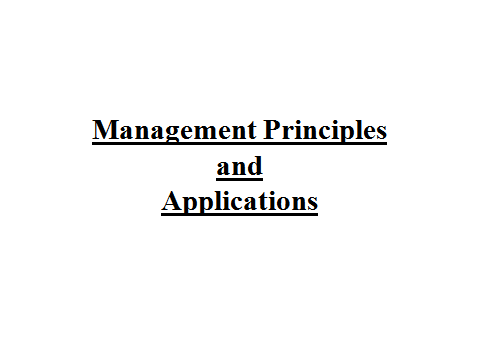 Management Principles
and
Applications